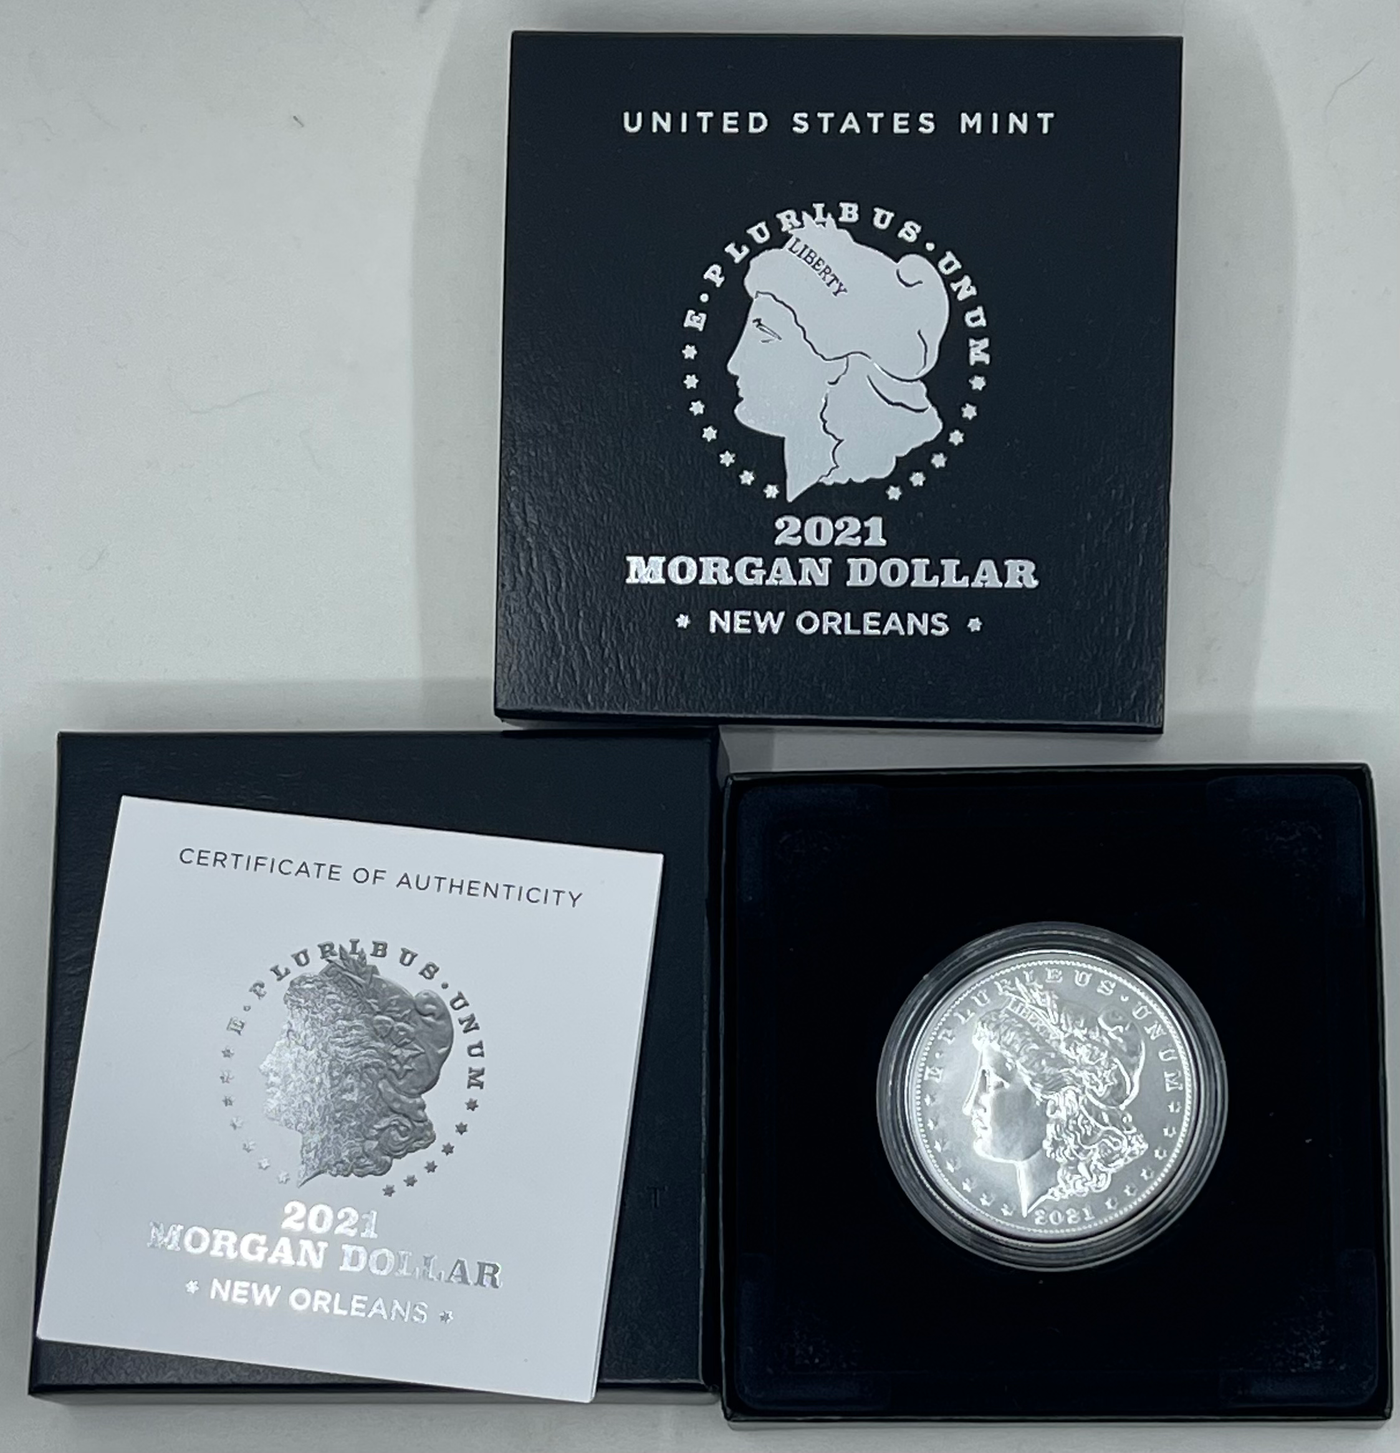 UNITED STATES MINT
E·PLURIBUS·UNUM
LIBERTY
2021
MORGAN DOLLAR
* NEW ORLEANS *
CERTIFICATE OF AUTHENTICITY
E·PLURIBUS·UNUM
2021
MORGAN DOLLAR
* NEW ORLEANS *
E·PLURIBUS·UNUM
LIBERTY
2021